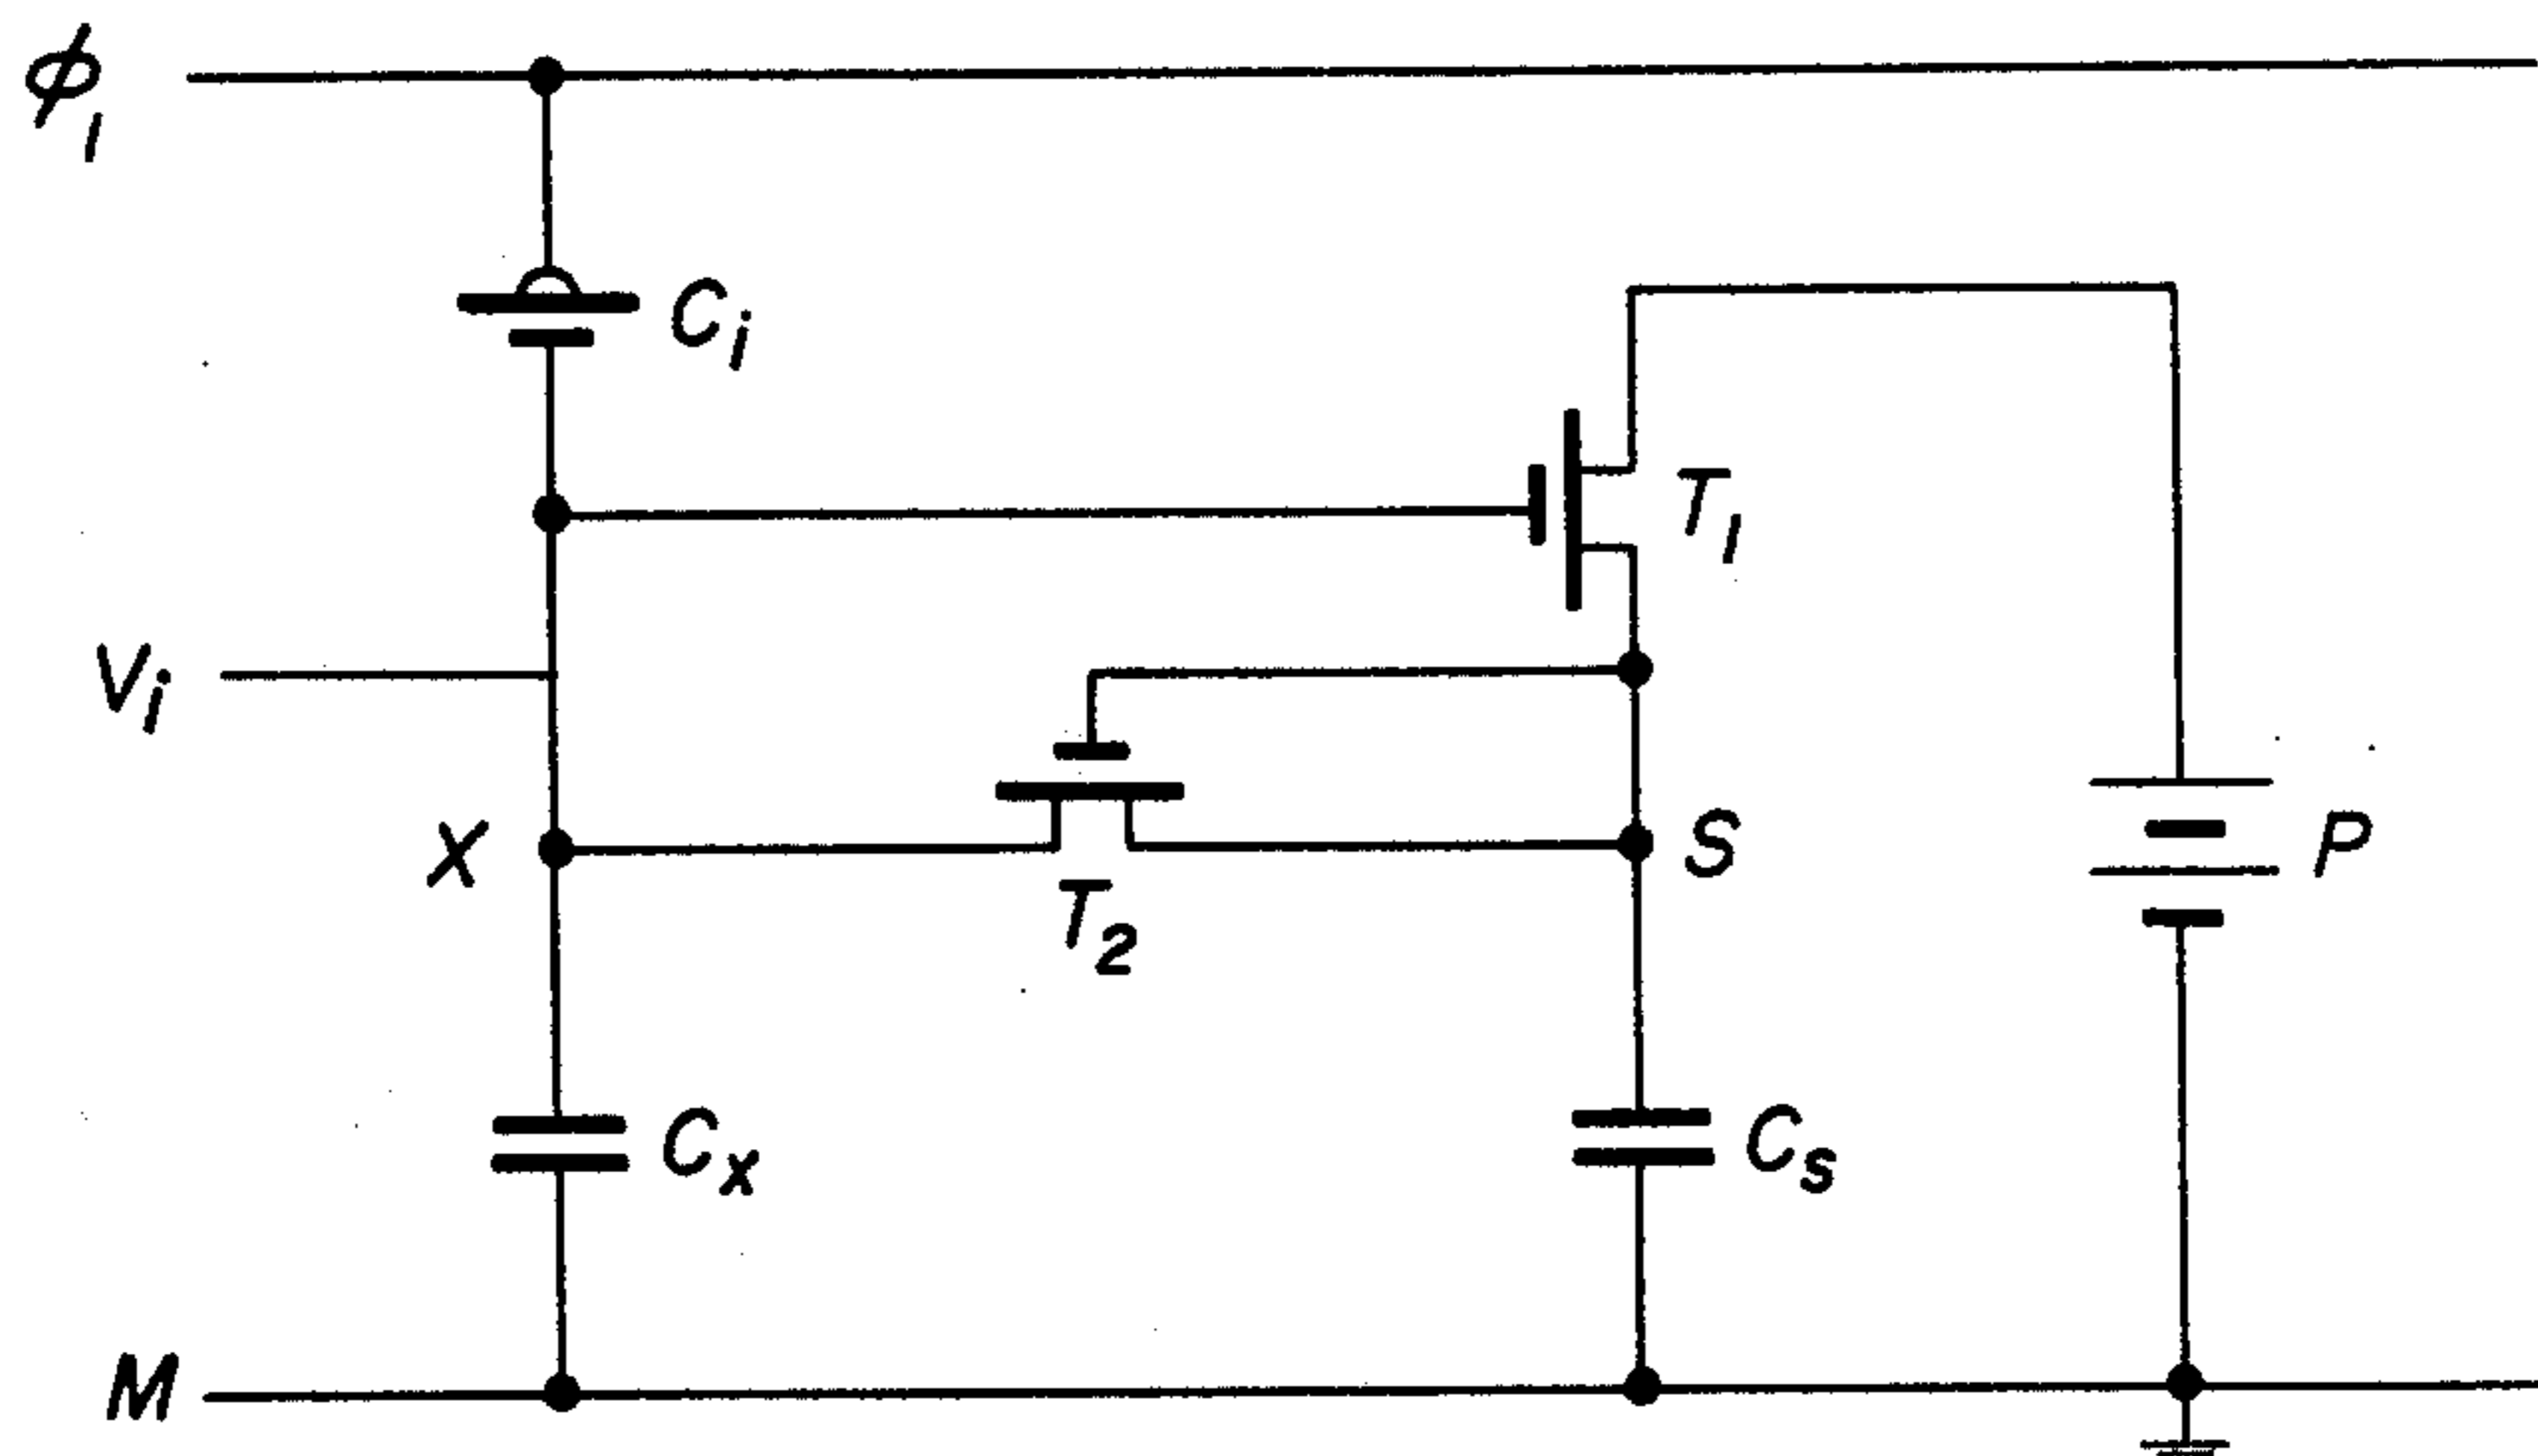 ϕ₁
Cᵢ
T₁
Vᵢ
X
S
P
T₂
Cₓ
Cₛ
M